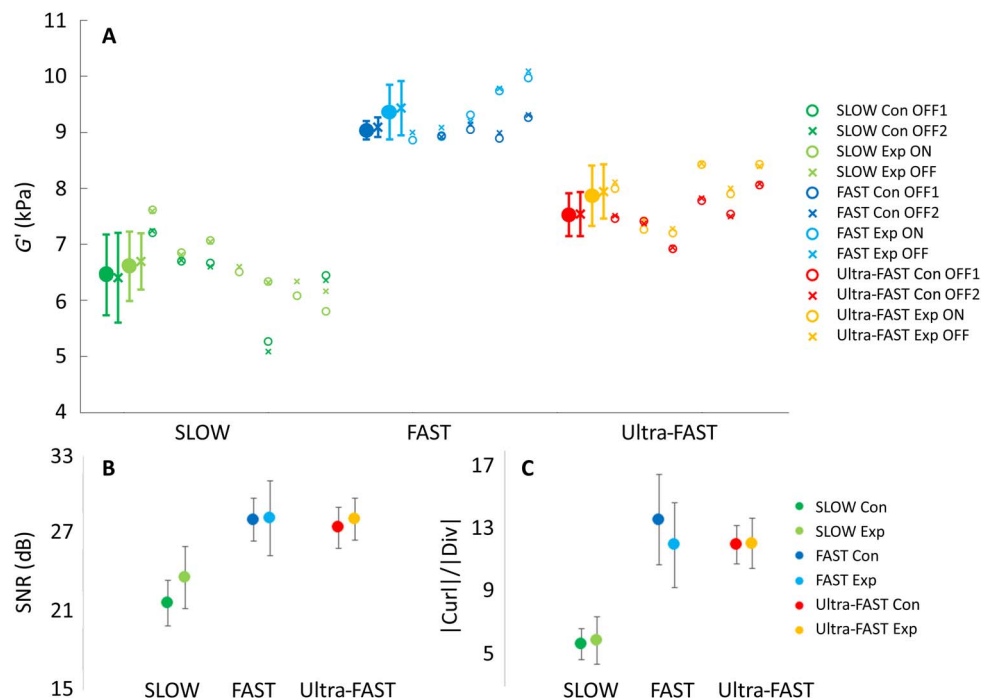 A
G' (kPa)
11
10
9
8
7
6
5
4
SLOW FAST Ultra-FAST
SLOW Con OFF1
SLOW Con OFF2
SLOW Exp ON
SLOW Exp OFF
FAST Con OFF1
FAST Con OFF2
FAST Exp ON
FAST Exp OFF
Ultra-FAST Con OFF1
Ultra-FAST Con OFF2
Ultra-FAST Exp ON
Ultra-FAST Exp OFF
B
SNR (dB)
33
27
21
15
SLOW FAST Ultra-FAST
C
|Curl|/|Div|
17
13
9
5
SLOW FAST Ultra-FAST
SLOW Con
SLOW Exp
FAST Con
FAST Exp
Ultra-FAST Con
Ultra-FAST Exp